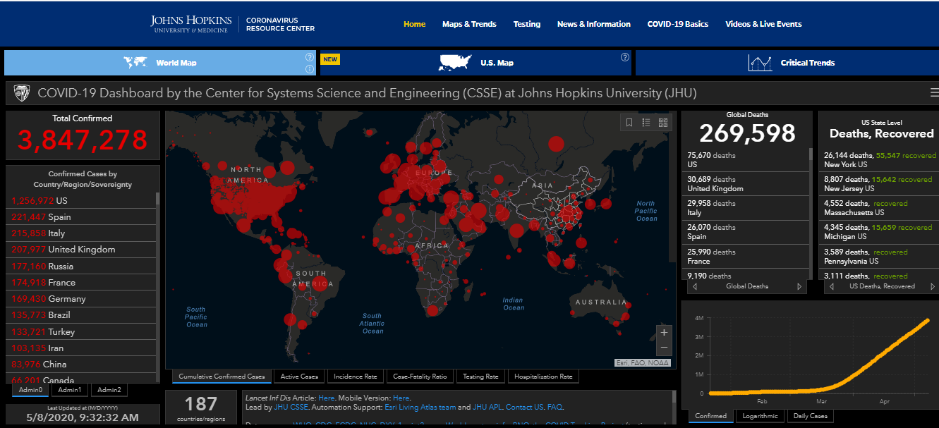 JOHNS HOPKINS
UNIVERSITY & MEDICINE
CORONAVIRUS
RESOURCE CENTER
Home
Maps & Trends
Testing
News & Information
COVID-19 Basics
Videos & Live Events
World Map
NEW
U.S. Map
Critical Trends
COVID-19 Dashboard by the Center for Systems Science and Engineering (CSSE) at Johns Hopkins University (JHU)
Total Confirmed
3,847,278
Confirmed Cases by
Country/Region/Sovereignty
1,256,972 US
221,447 Spain
215,858 Italy
207,977 United Kingdom
177,160 Russia
174,918 France
169,430 Germany
135,773 Brazil
133,721 Turkey
103,135 Iran
83,976 China
66,201 Canada
Admin0
Admin1
Admin2
Last Updated at (M/D/YYYY)
5/8/2020, 9:32:32 AM
NORTH
AMERICA
EUROPE
ASIA
AFRICA
SOUTH
AMERICA
AUSTRALIA
North
Pacific
Ocean
South
Pacific
Ocean
South
Atlantic
Ocean
Indian
Ocean
+
−
Esri, FAO, NOAA
Cumulative Confirmed Cases
Active Cases
Incidence Rate
Case-Fatality Ratio
Testing Rate
Hospitalization Rate
187
countries/regions
Lancet Inf Dis Article: Here. Mobile Version: Here.
Lead by JHU CSSE. Automation Support: Esri Living Atlas team and JHU APL. Contact US. FAQ.
Global Deaths
269,598
75,670 deaths
US
30,689 deaths
United Kingdom
29,958 deaths
Italy
26,070 deaths
Spain
25,990 deaths
France
9,190 deaths
Global Deaths
US State Level
Deaths, Recovered
26,144 deaths, 55,547 recovered
New York US
8,807 deaths, 15,642 recovered
New Jersey US
4,552 deaths, recovered
Massachusetts US
4,345 deaths, 15,659 recovered
Michigan US
3,589 deaths, recovered
Pennsylvania US
3,111 deaths, recovered
US Deaths, Recovered
4M
3M
2M
1M
0
Feb
Mar
Apr
Confirmed
Logarithmic
Daily Cases